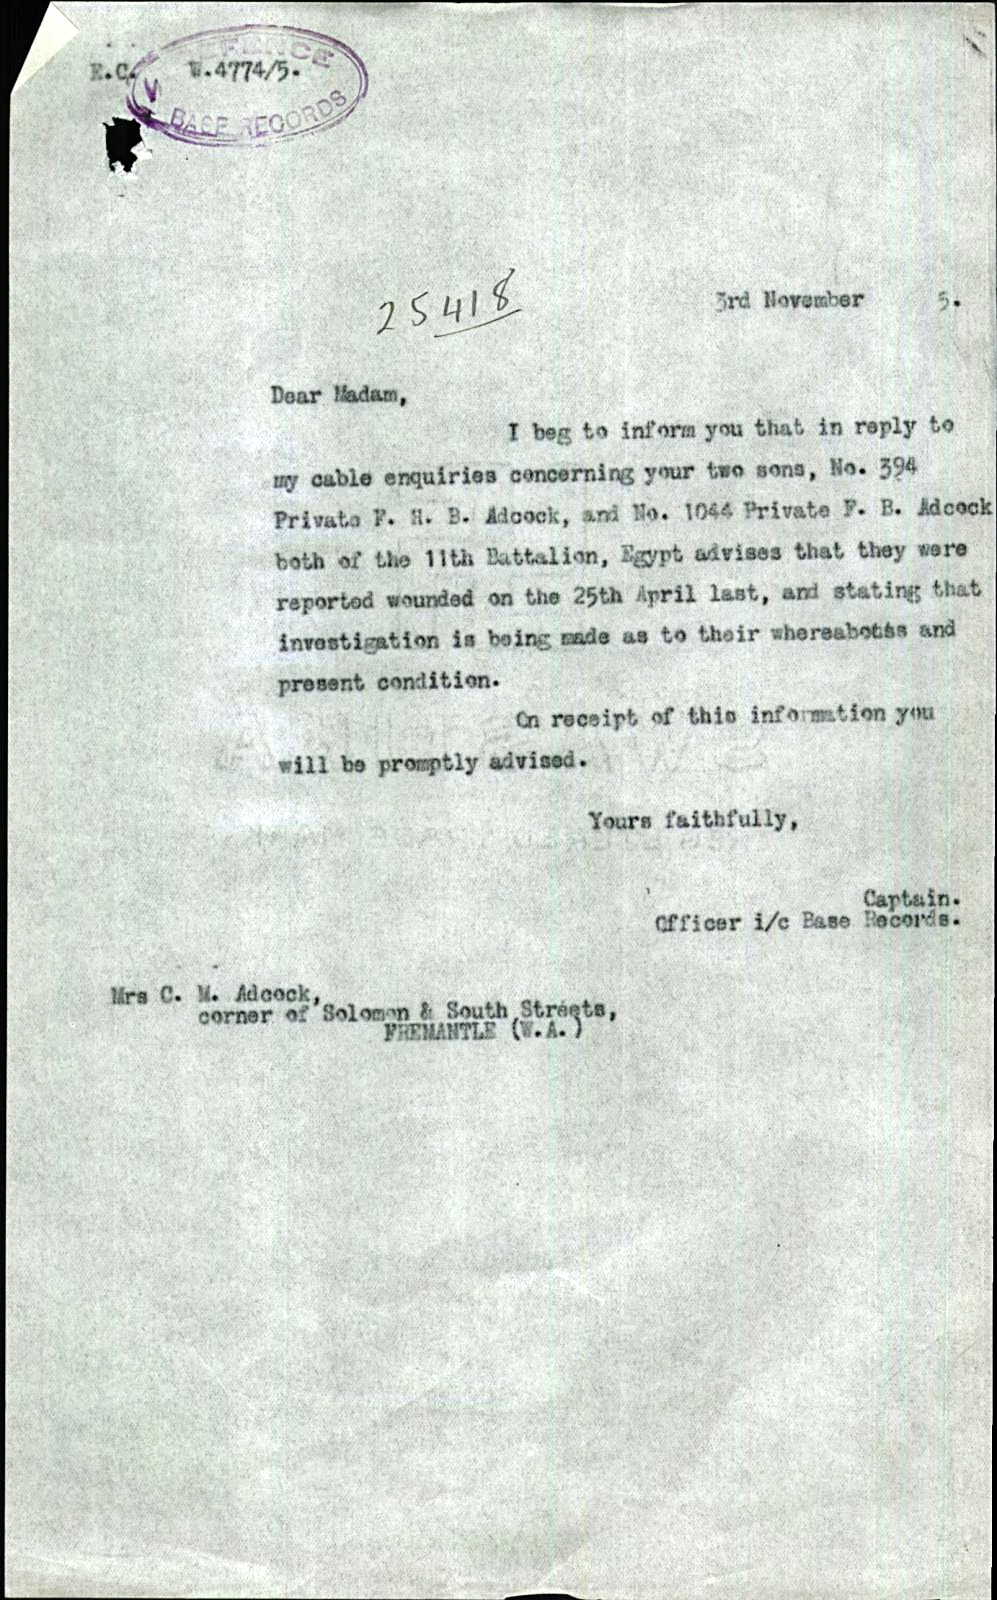 DEFENCE
E.C. W.4774/5.
BASE RECORDS
25418
3rd November 5.
Dear Madam,
I beg to inform you that in reply to
my cable enquiries concerning your two sons, No. 394
Private F. H. B. Adcock, and No. 1044 Private F. B. Adcock
both of the 11th Battalion, Egypt advises that they were
reported wounded on the 25th April last, and stating that
investigation is being made as to their whereabotss and
present condition.
On receipt of this information you
will be promptly advised.
Yours faithfully,
Captain.
Officer i/c Base Records.
Mrs C. M. Adcock,
corner of Solomon & South Streets,
FREMANTLE (W.A.)